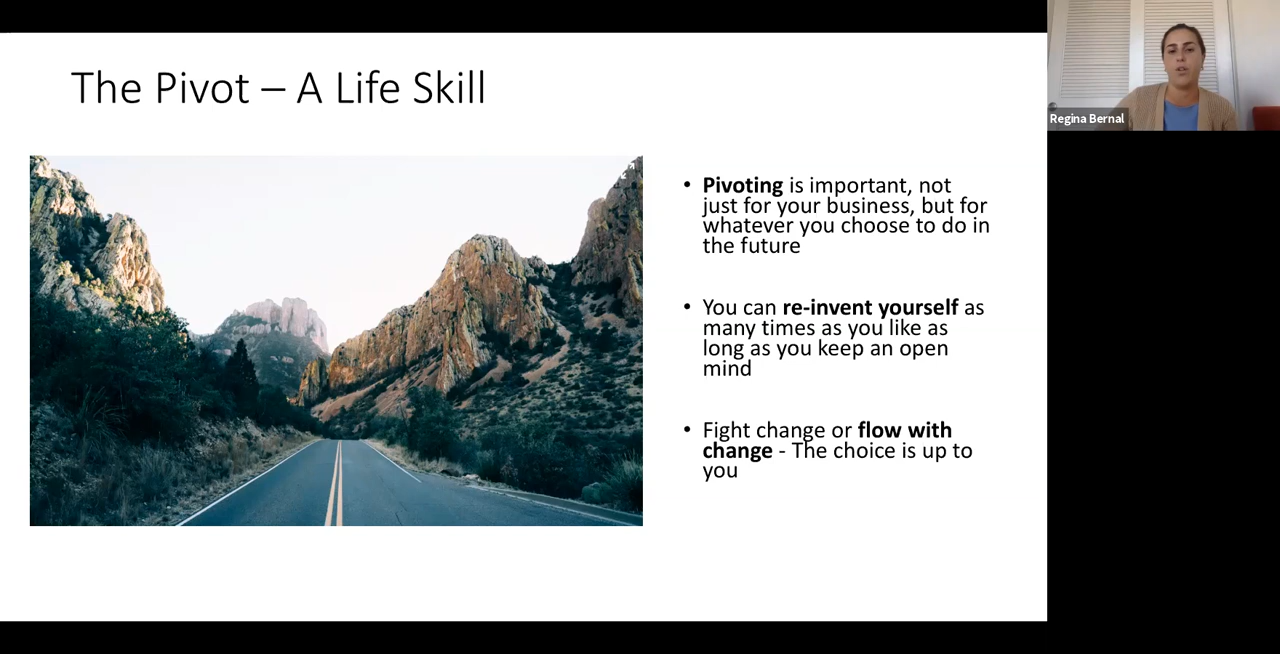 The Pivot – A Life Skill
Regina Bernal
• Pivoting is important, not
just for your business, but for
whatever you choose to do in
the future
• You can re-invent yourself as
many times as you like as
long as you keep an open
mind
• Fight change or flow with
change - The choice is up to
you